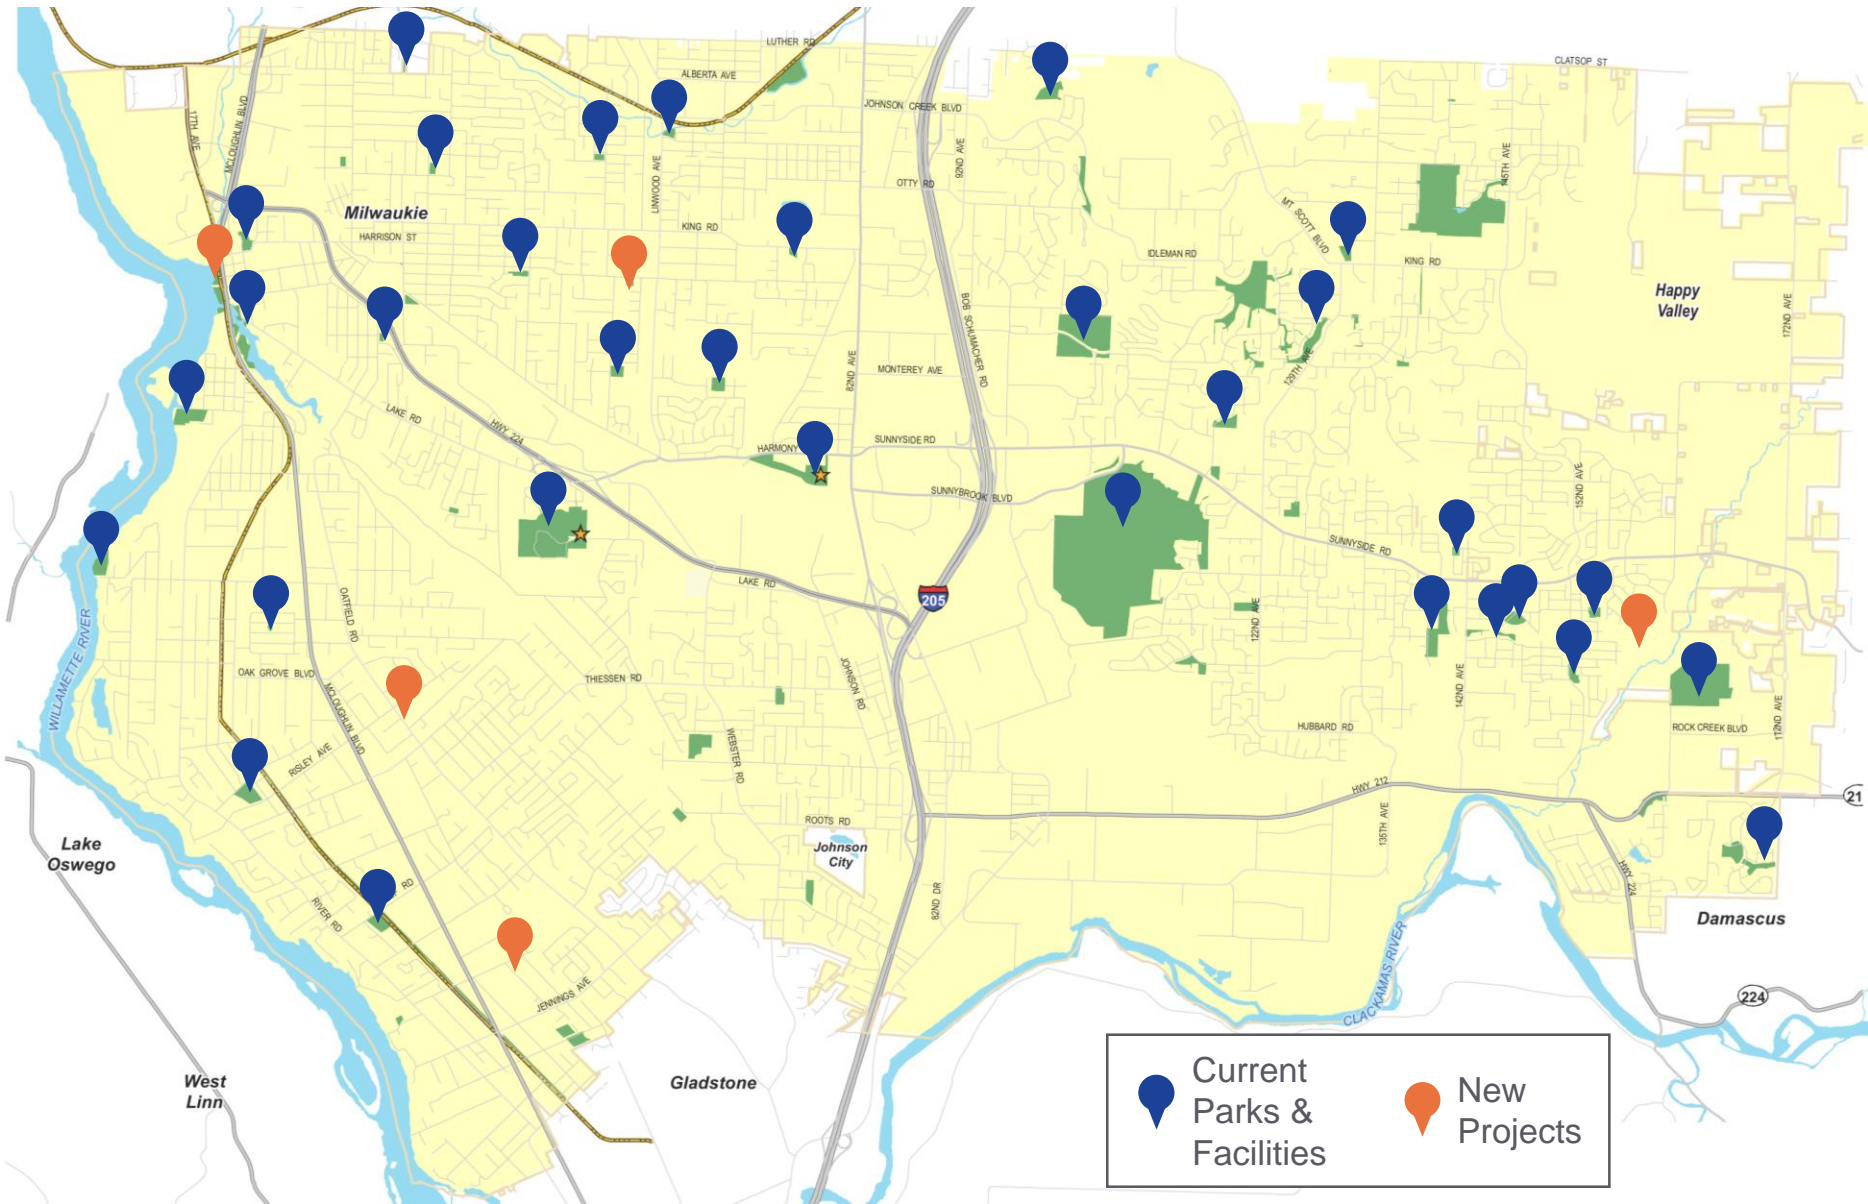 LUTHER RD
CLATSOP ST
ALBERTA AVE
JOHNSON CREEK BLVD
17TH AVE
MCLOUGHLIN BLVD
LINWOOD AVE
92ND AVE
145TH AVE
OTTY RD
Milwaukie
HARRISON ST
KING RD
MT SCOTT BLVD
IDLEMAN RD
KING RD
Happy
Valley
172ND AVE
BOB SCHUMACHER RD
82ND AVE
MONTEREY AVE
129TH AVE
LAKE RD
HWY 224
HARMONY
SUNNYSIDE RD
SUNNYBROOK BLVD
152ND AVE
SUNNYSIDE RD
LAKE RD
205
122ND AVE
OATFIELD RD
WILLAMETTE RIVER
OAK GROVE BLVD
MCLOUGHLIN BLVD
THIESSEN RD
JOHNSON RD
142ND AVE
HUBBARD RD
ROCK CREEK BLVD
172ND AVE
RISLEY AVE
WEBSTER RD
HWY 212
21
135TH AVE
ROOTS RD
Johnson
City
Lake
Oswego
HWY 224
RD
RIVER RD
82ND DR
Damascus
CLACKAMAS RIVER
224
JENNINGS AVE
West
Linn
Gladstone
Current
Parks &
Facilities
New
Projects